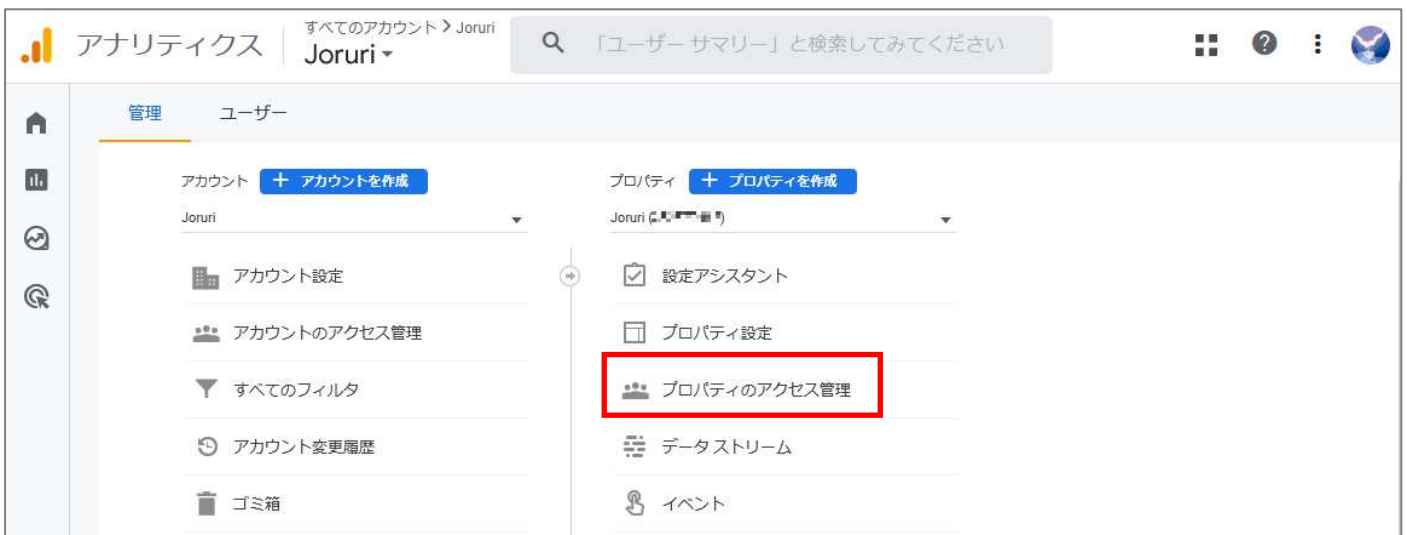 アナリティクス
すべてのアカウント > Joruri
Joruri
「ユーザー サマリー」と検索してみてください
管理
ユーザー
アカウント
+ アカウントを作成
プロパティ
+ プロパティを作成
Joruri
Joruri (
アカウント設定
設定アシスタント
アカウントのアクセス管理
プロパティ設定
すべてのフィルタ
プロパティのアクセス管理
アカウント変更履歴
データ ストリーム
ゴミ箱
イベント